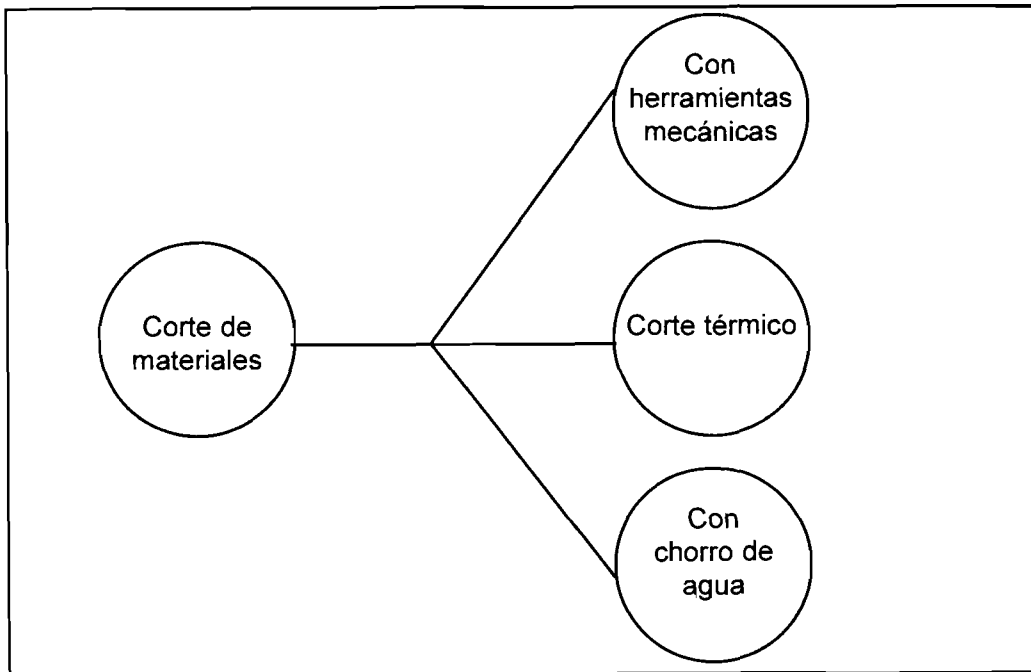 Con
herramientas
mecánicas
Corte de
materiales
Corte térmico
Con
chorro de
agua